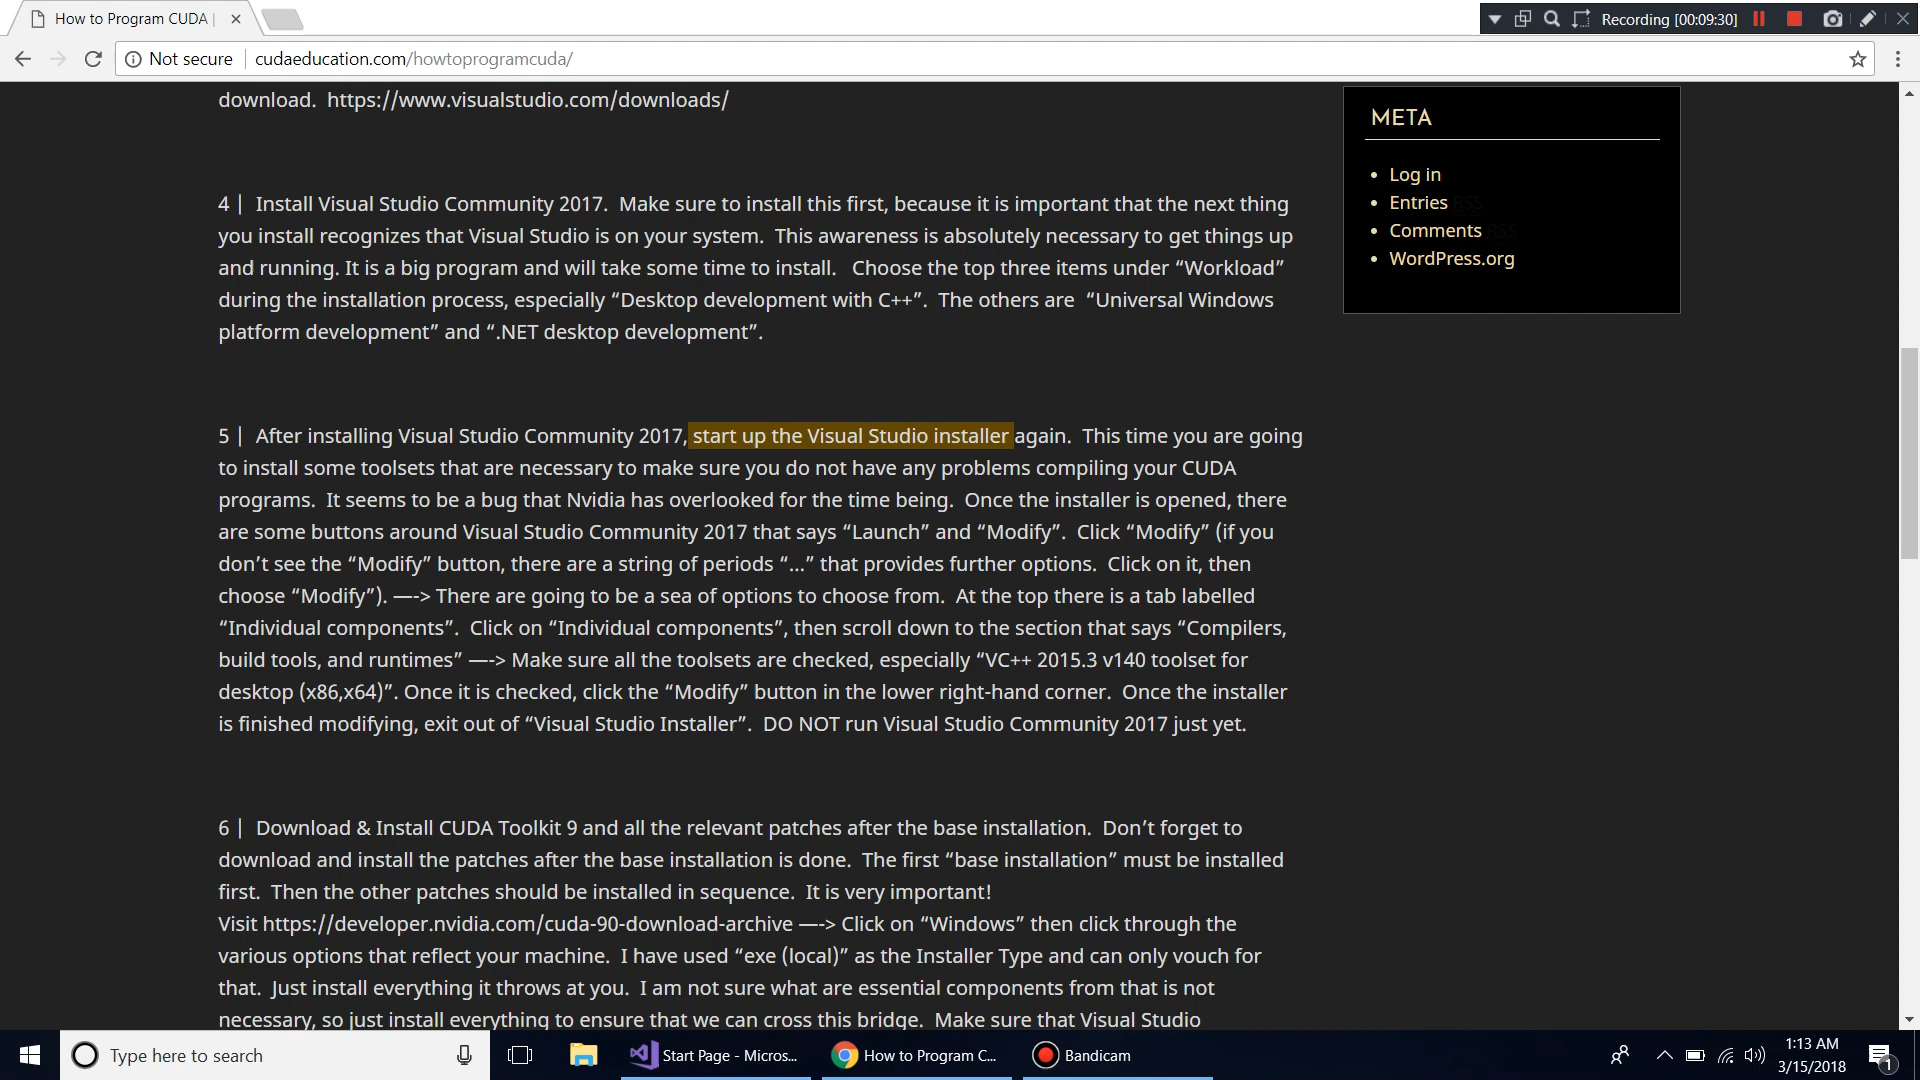 How to Program CUDA |
Recording [00:09:30]
Not secure
cudaeducation.com/howtoprogramcuda/
download.  https://www.visualstudio.com/downloads/
META
Log in
Entries RSS
Comments RSS
WordPress.org
4 |  Install Visual Studio Community 2017.  Make sure to install this first, because it is important that the next thing
you install recognizes that Visual Studio is on your system.  This awareness is absolutely necessary to get things up
and running. It is a big program and will take some time to install.   Choose the top three items under “Workload”
during the installation process, especially “Desktop development with C++”.  The others are  “Universal Windows
platform development” and “.NET desktop development”.
5 |  After installing Visual Studio Community 2017, start up the Visual Studio installer again.  This time you are going
to install some toolsets that are necessary to make sure you do not have any problems compiling your CUDA
programs.  It seems to be a bug that Nvidia has overlooked for the time being.  Once the installer is opened, there
are some buttons around Visual Studio Community 2017 that says “Launch” and “Modify”.  Click “Modify” (if you
don’t see the “Modify” button, there are a string of periods “…” that provides further options.  Click on it, then
choose “Modify”). —-> There are going to be a sea of options to choose from.  At the top there is a tab labelled
“Individual components”.  Click on “Individual components”, then scroll down to the section that says “Compilers,
build tools, and runtimes” —-> Make sure all the toolsets are checked, especially “VC++ 2015.3 v140 toolset for
desktop (x86,x64)”. Once it is checked, click the “Modify” button in the lower right-hand corner.  Once the installer
is finished modifying, exit out of “Visual Studio Installer”.  DO NOT run Visual Studio Community 2017 just yet.
6 |  Download & Install CUDA Toolkit 9 and all the relevant patches after the base installation.  Don’t forget to
download and install the patches after the base installation is done.  The first “base installation” must be installed
first.  Then the other patches should be installed in sequence.  It is very important!
Visit https://developer.nvidia.com/cuda-90-download-archive —-> Click on “Windows” then click through the
various options that reflect your machine.  I have used “exe (local)” as the Installer Type and can only vouch for
that.  Just install everything it throws at you.  I am not sure what are essential components from that is not
necessary, so just install everything to ensure that we can cross this bridge.  Make sure that Visual Studio
Type here to search
Start Page - Micros...
How to Program C...
Bandicam
1:13 AM
3/15/2018
1